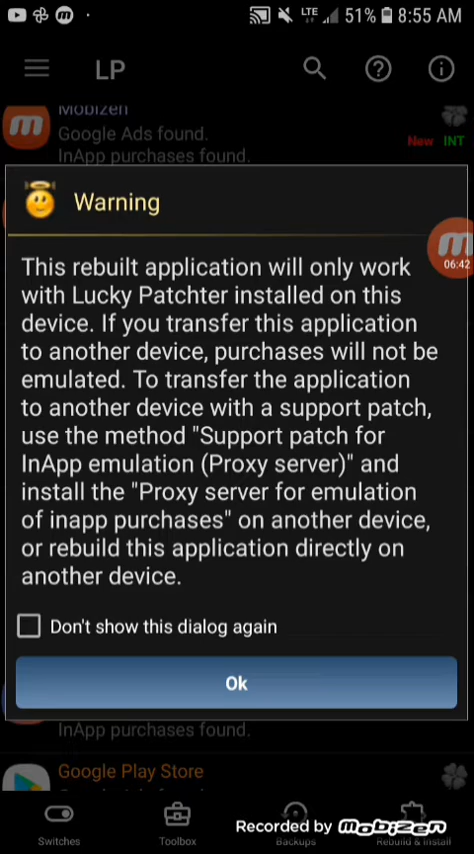 LTE 51% 8:55 AM
LP
Mobizen
Google Ads found.
InApp purchases found.
New INT
Warning
06:42
This rebuilt application will only work
with Lucky Patchter installed on this
device. If you transfer this application
to another device, purchases will not be
emulated. To transfer the application
to another device with a support patch,
use the method "Support patch for
InApp emulation (Proxy server)" and
install the "Proxy server for emulation
of inapp purchases" on another device,
or rebuild this application directly on
another device.
Don't show this dialog again
Ok
InApp purchases found.
Google Play Store
Switches
Toolbox
Backups
Rebuild & Install
Recorded by mobizen